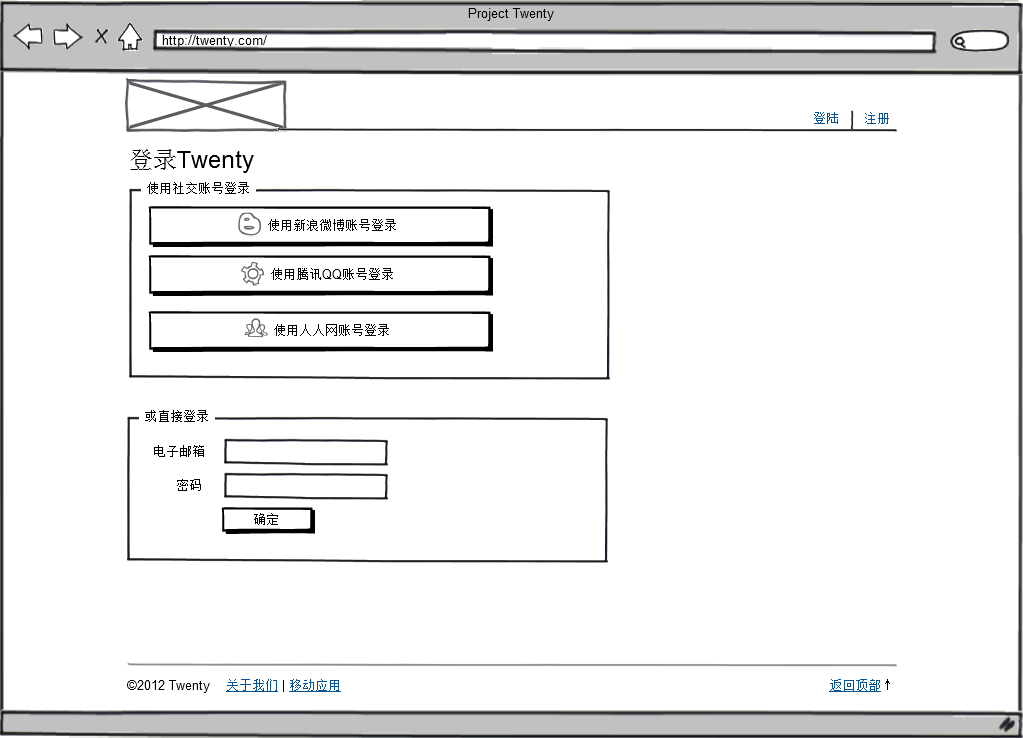 Project Twenty
http://twenty.com/
登陆 | 注册
登录Twenty
使用社交账号登录
使用新浪微博账号登录
使用腾讯QQ账号登录
使用人人网账号登录
或直接登录
电子邮箱
密码
确定
©2012 Twenty 关于我们 | 移动应用 返回顶部↑